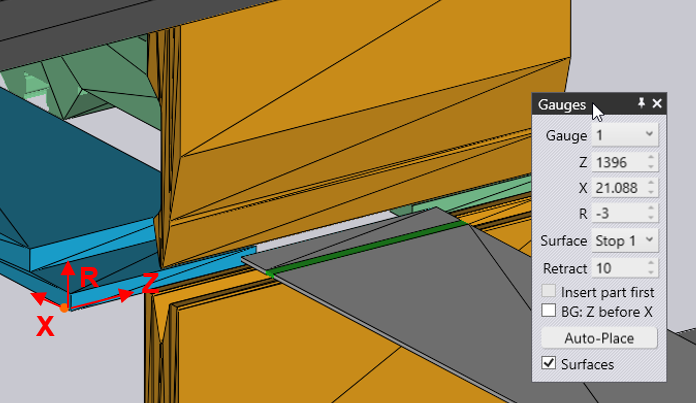 Gauges
Gauge 1
Z 1396
X 21.088
R -3
Surface Stop 1
Retract 10
Insert part first
BG: Z before X
Auto-Place
Surfaces
R
Z
X